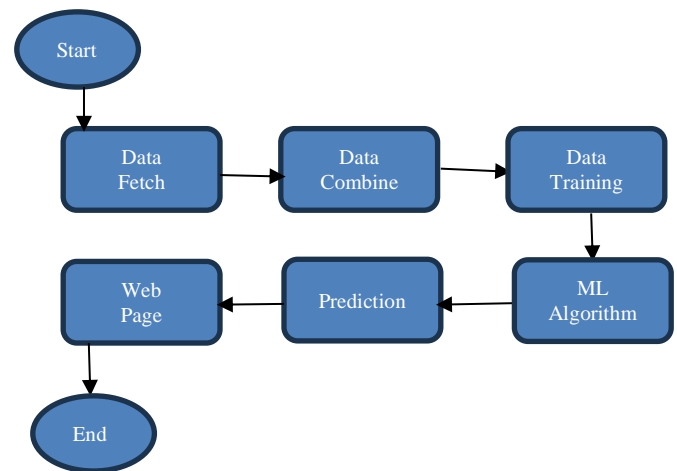 Start
Data
Fetch
Data
Combine
Data
Training
ML
Algorithm
Prediction
Web
Page
End